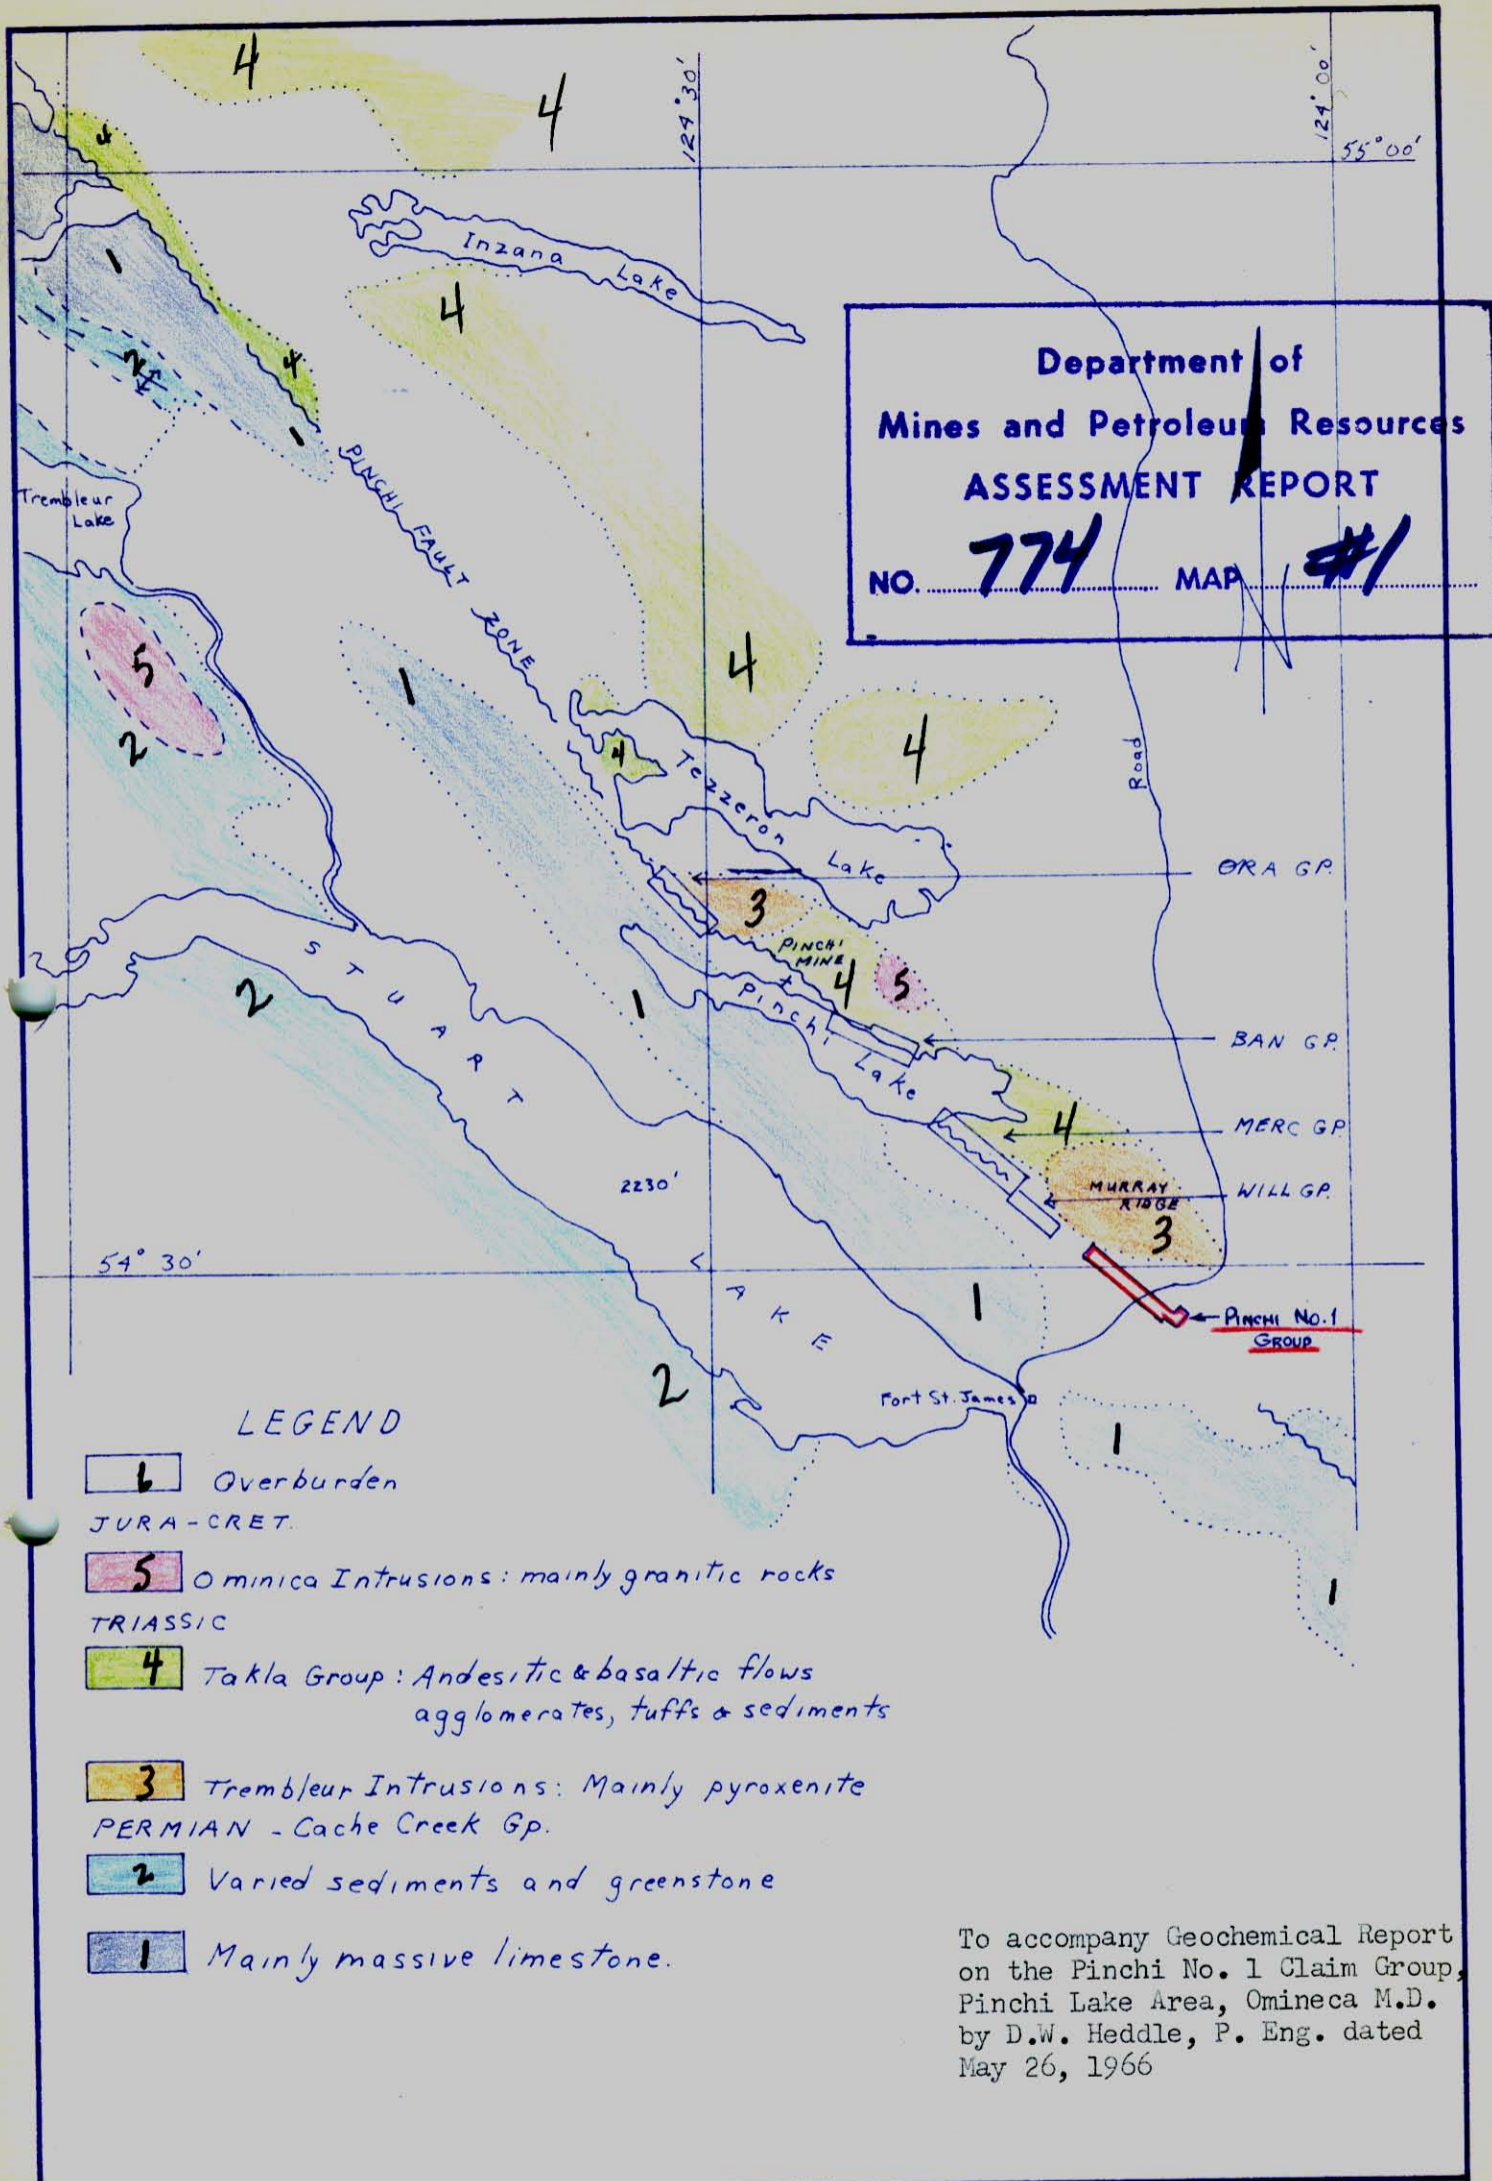 4
4
124° 30'
124° 00'
55° 00'
4
Inzana Lake
1
4
4
2
1
Department of
Mines and Petroleum Resources
ASSESSMENT REPORT
NO. 774 MAP #1
N
PINCHI FAULT ZONE
Trembleur
Lake
5
2
1
4
4
4
Tezzeron Lake
Road
ORA GP.
3
PINCHI
MINE
4
5
STUART
2
1
Pinchi Lake
BAN GP.
4
MERC GP.
MURRAY
RIDGE
WILL GP.
3
2230'
54° 30'
LAKE
1
PINCHI No. 1
GROUP
2
Fort St. James
1
1
LEGEND
6 Overburden
JURA-CRET.
5 Ominica Intrusions: mainly granitic rocks
TRIASSIC
4 Takla Group: Andesitic & basaltic flows
agglomerates, tuffs & sediments
3 Trembleur Intrusions: Mainly pyroxenite
PERMIAN - Cache Creek Gp.
2 Varied sediments and greenstone
1 Mainly massive limestone.
To accompany Geochemical Report
on the Pinchi No. 1 Claim Group,
Pinchi Lake Area, Omineca M.D.
by D.W. Heddle, P. Eng. dated
May 26, 1966